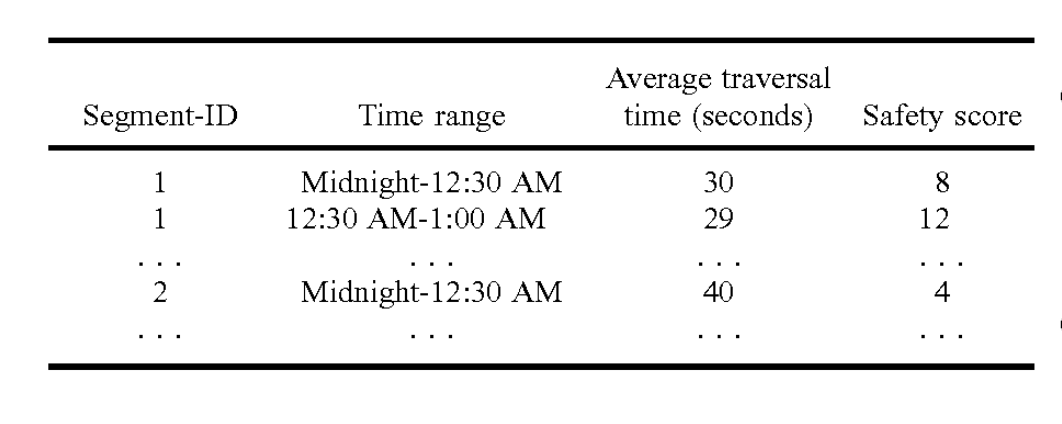 Average traversal
Segment-ID Time range time (seconds) Safety score
1 Midnight-12:30 AM 30 8
1 12:30 AM-1:00 AM 29 12
. . . . . . . . . . . .
2 Midnight-12:30 AM 40 4
. . . . . . . . . . . .